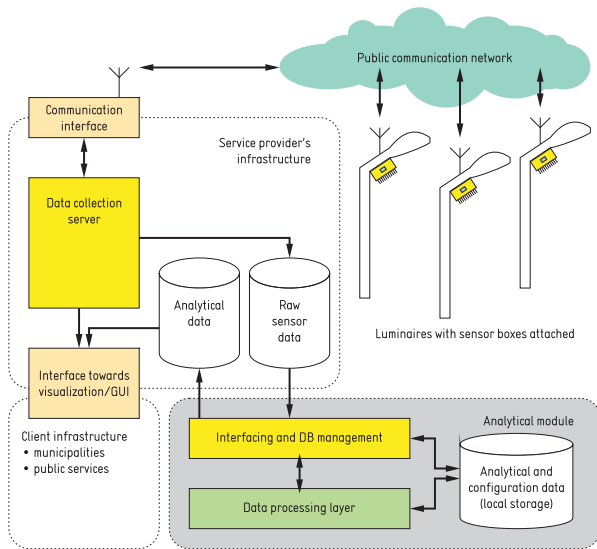 Public communication network
Communication
interface
Service provider's
infrastructure
Data collection
server
Analytical
data
Raw
sensor
data
Luminaires with sensor boxes attached
Interface towards
visualization/GUI
Client infrastructure
• municipalities
• public services
Analytical module
Interfacing and DB management
Analytical and
configuration data
(local storage)
Data processing layer